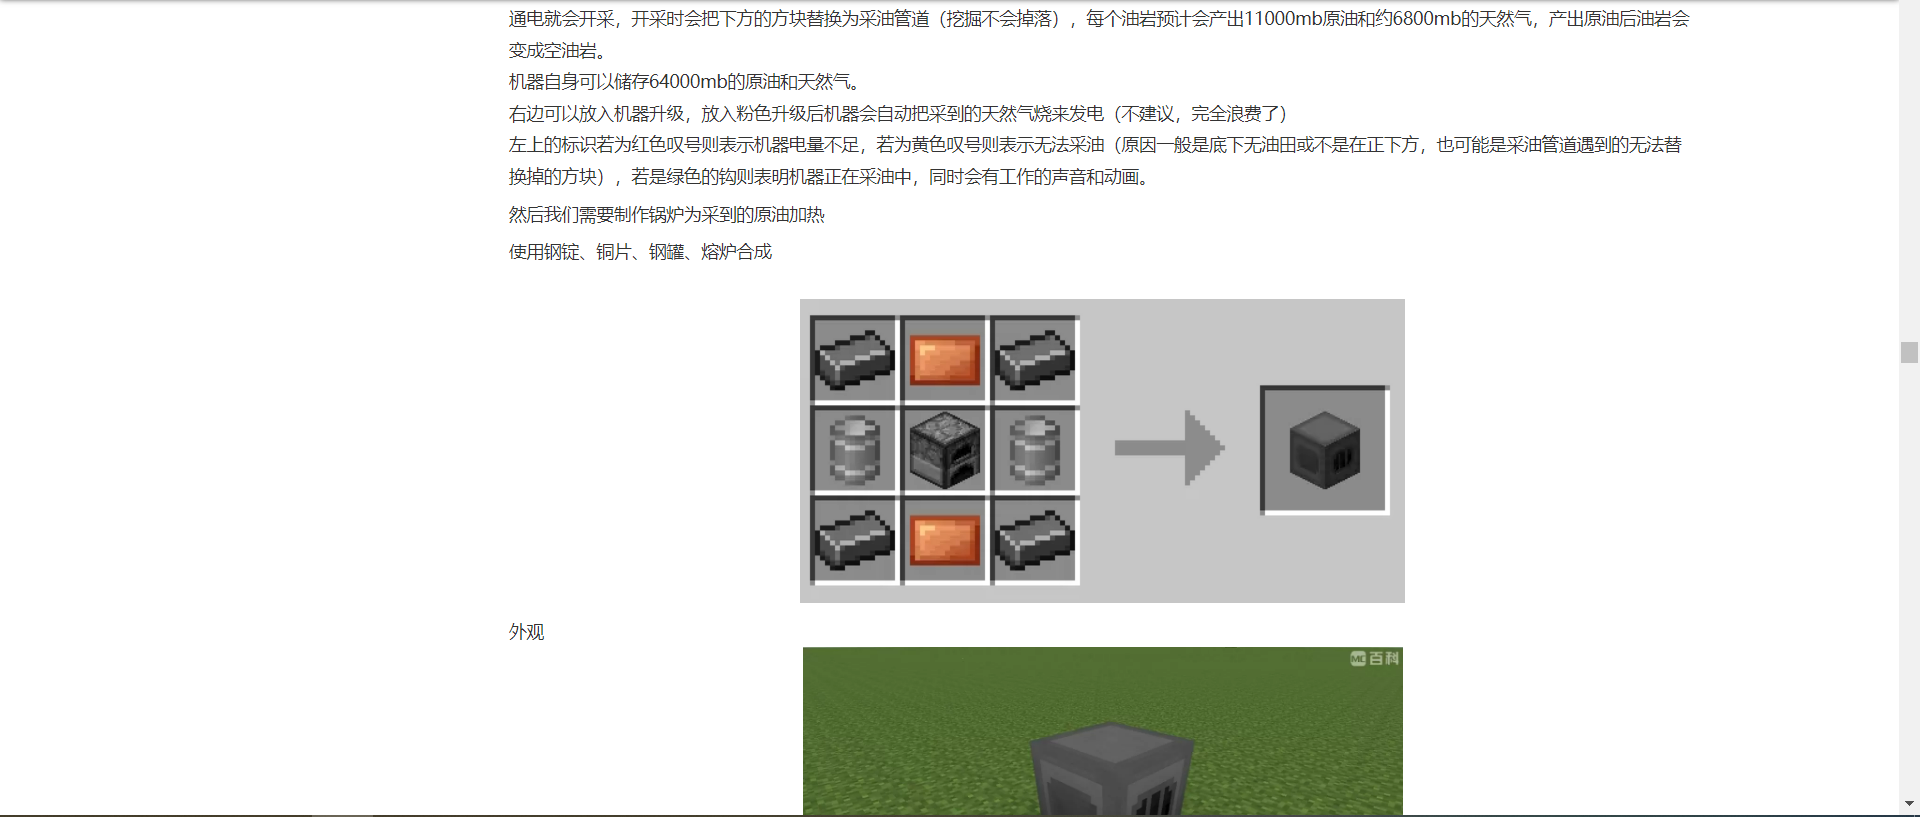 通电就会开采，开采时会把下方的方块替换为采油管道（挖掘不会掉落），每个油岩预计会产出11000mb原油和约6800mb的天然气，产出原油后油岩会
变成空油岩。
机器自身可以储存64000mb的原油和天然气。
右边可以放入机器升级，放入粉色升级后机器会自动把采到的天然气烧来发电（不建议，完全浪费了）
左上的标识若为红色叹号则表示机器电量不足，若为黄色叹号则表示无法采油（原因一般是底下无油田或不是在正下方，也可能是采油管道遇到的无法替
换掉的方块），若是绿色的钩则表明机器正在采油中，同时会有工作的声音和动画。
然后我们需要制作锅炉为采到的原油加热
使用钢锭、铜片、钢罐、熔炉合成
外观
MC百科